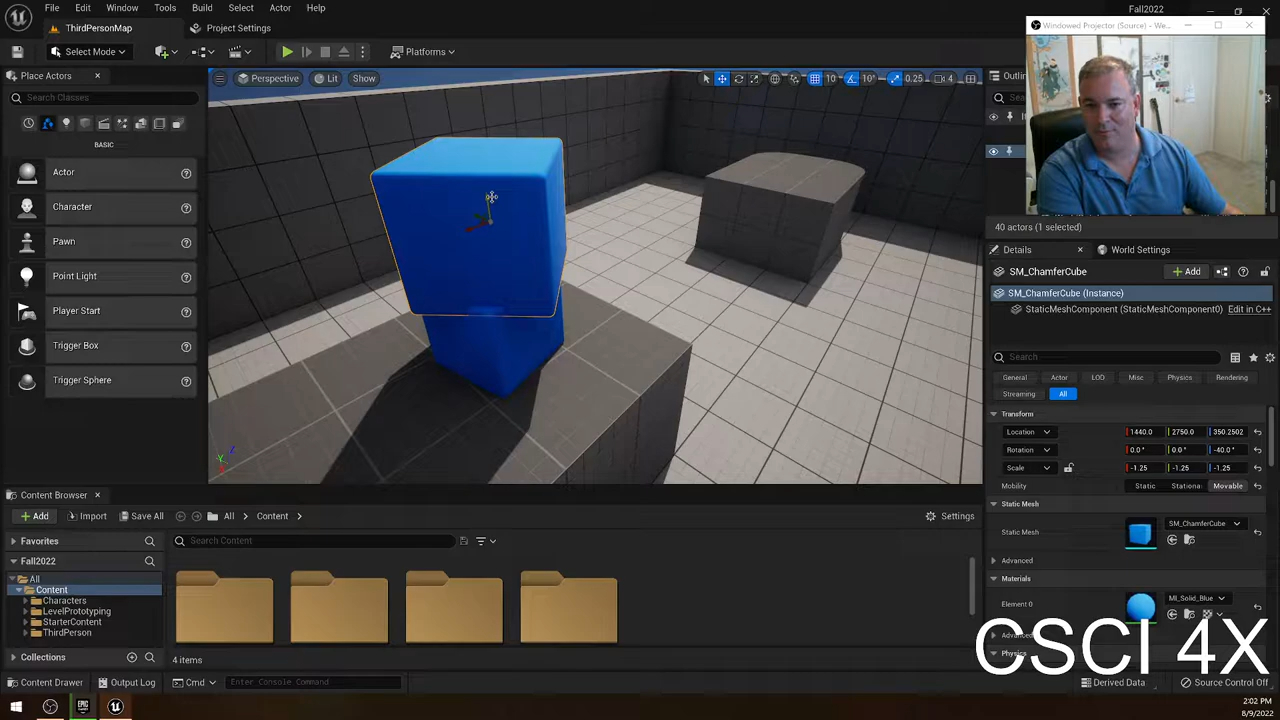 File Edit Window Tools Build Select Actor Help
Fall2022
ThirdPersonMap
Project Settings
Windowed Projector (Source) - We...
Select Mode
Platforms
Place Actors
Perspective
Lit
Show
10
10°
0.25
4
Search Classes
BASIC
Actor
Character
Pawn
Point Light
Player Start
Trigger Box
Trigger Sphere
40 actors (1 selected)
Details
World Settings
SM_ChamferCube
Add
SM_ChamferCube (Instance)
StaticMeshComponent (StaticMeshComponent0) Edit in C++
Search
General Actor LOD Misc Physics Rendering
Streaming All
Transform
Location 1440.0 2750.0 350.2502
Rotation 0.0° 0.0° -40.0°
Scale -1.25 -1.25 -1.25
Mobility Static Stationar Movable
Static Mesh
Static Mesh SM_ChamferCube
Advanced
Materials
Element 0 MI_Solid_Blue
Physics
Content Browser
Add Import Save All All Content Settings
Favorites
Search Content
Fall2022
All
Content
Characters
LevelPrototyping
StarterContent
ThirdPerson
Collections
4 items
CSCI 4X
Content Drawer Output Log Cmd Enter Console Command
Derived Data Source Control Off
2:02 PM
8/9/2022